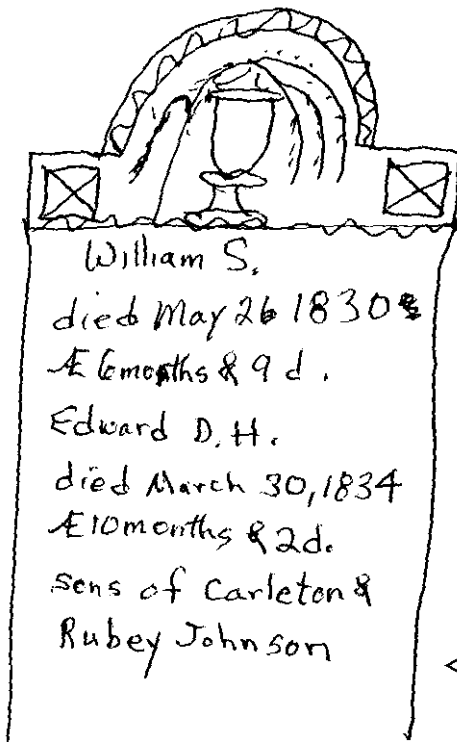 William S.
died May 26 1830
Æ 6 months & 9 d.
Edward D. H.
died March 30, 1834
Æ 10 months & 2d.
sons of Carleton &
Rubey Johnson